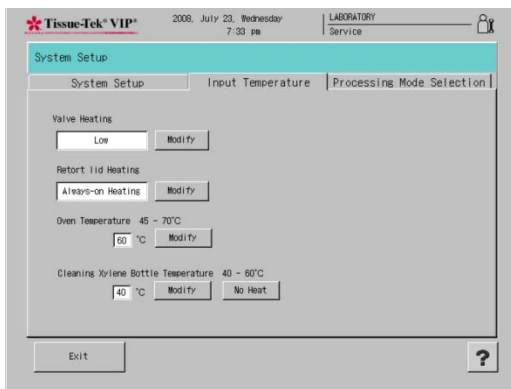 Tissue-Tek® VIP®
2008, July 23, Wednesday
7:33 pm
LABORATORY
Service
System Setup
System Setup
Input Temperature
Processing Mode Selection
Valve Heating
Low
Modify
Retort lid Heating
Always-on Heating
Modify
Oven Temperature 45 - 70°C
60 °C Modify
Cleaning Xylene Bottle Temperature 40 - 60°C
40 °C Modify No Heat
Exit
?